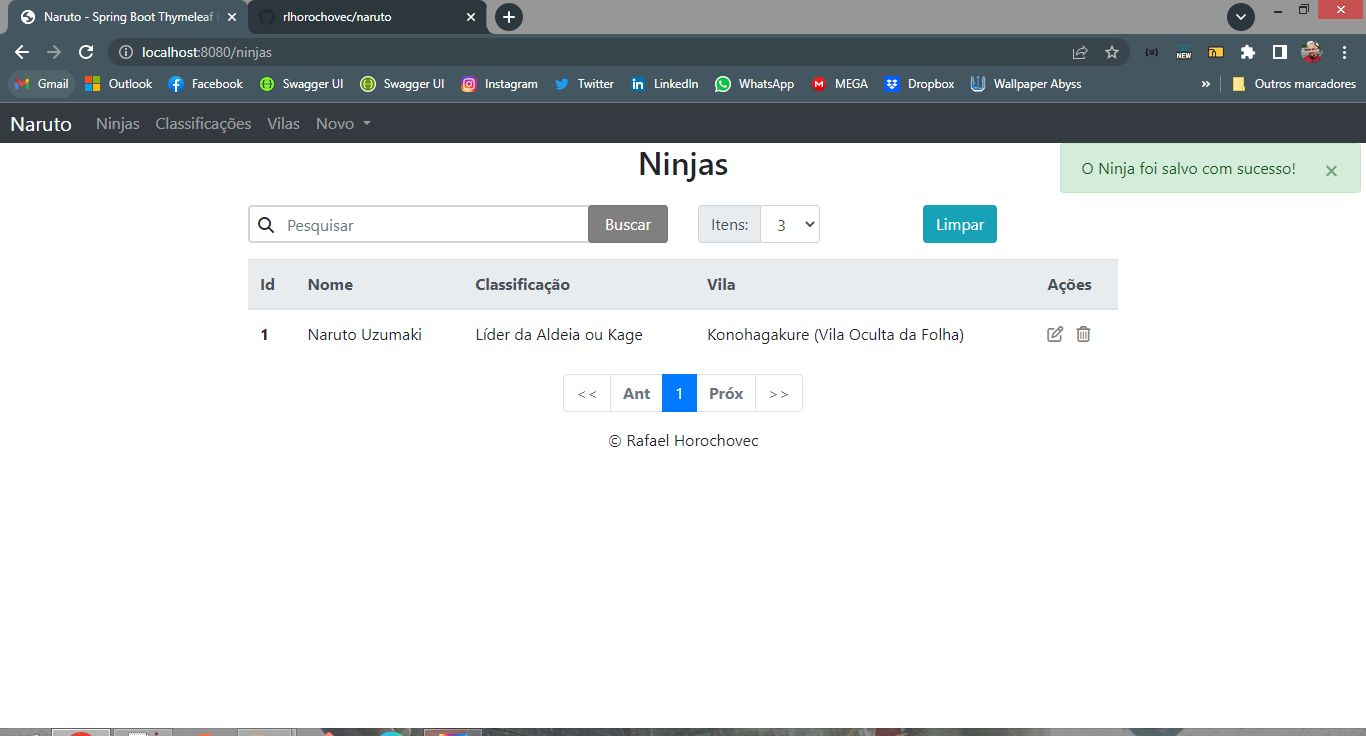 Naruto - Spring Boot Thymeleaf
rlhorochovec/naruto
localhost:8080/ninjas
{=}
NEW
Gmail
Outlook
Facebook
Swagger UI
Swagger UI
Instagram
Twitter
LinkedIn
WhatsApp
MEGA
Dropbox
Wallpaper Abyss
»
Outros marcadores
Naruto Ninjas Classificações Vilas Novo
Ninjas
O Ninja foi salvo com sucesso! ×
Pesquisar Buscar Itens: 3 Limpar
Id Nome Classificação Vila Ações
1 Naruto Uzumaki Líder da Aldeia ou Kage Konohagakure (Vila Oculta da Folha)
<< Ant 1 Próx >>
© Rafael Horochovec